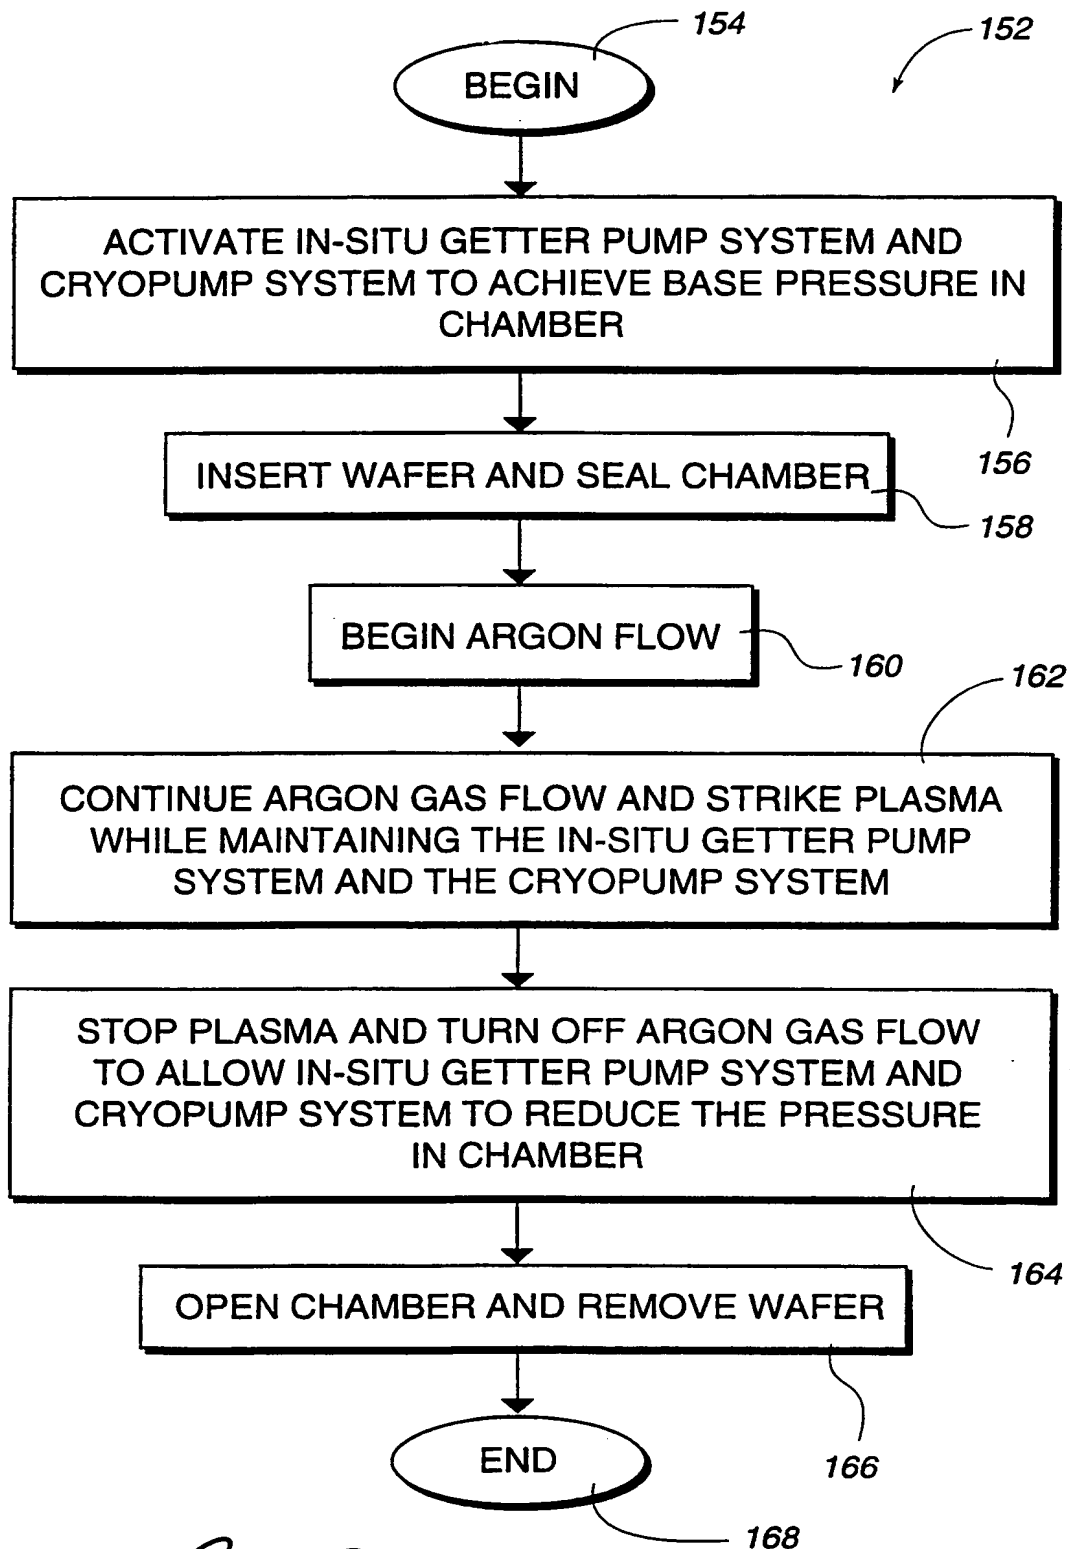 154
152
BEGIN
ACTIVATE IN-SITU GETTER PUMP SYSTEM AND
CRYOPUMP SYSTEM TO ACHIEVE BASE PRESSURE IN
CHAMBER
156
INSERT WAFER AND SEAL CHAMBER
158
BEGIN ARGON FLOW
160
162
CONTINUE ARGON GAS FLOW AND STRIKE PLASMA
WHILE MAINTAINING THE IN-SITU GETTER PUMP
SYSTEM AND THE CRYOPUMP SYSTEM
STOP PLASMA AND TURN OFF ARGON GAS FLOW
TO ALLOW IN-SITU GETTER PUMP SYSTEM AND
CRYOPUMP SYSTEM TO REDUCE THE PRESSURE
IN CHAMBER
164
OPEN CHAMBER AND REMOVE WAFER
166
END
168